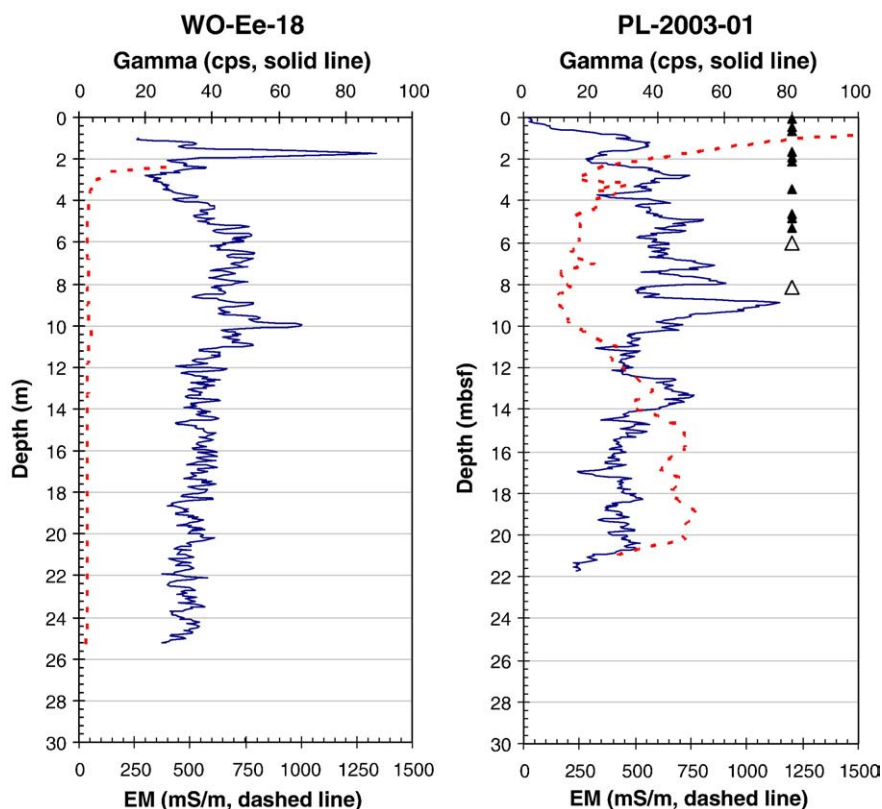 WO-Ee-18
Gamma (cps, solid line)
0 20 40 60 80 100
0
2
4
6
8
10
12
14
16
18
20
22
24
26
28
30
Depth (m)
0 250 500 750 1000 1250 1500
EM (mS/m, dashed line)
PL-2003-01
Gamma (cps, solid line)
0 20 40 60 80 100
0
2
4
6
8
10
12
14
16
18
20
22
24
26
28
30
Depth (mbsf)
0 250 500 750 1000 1250 1500
EM (mS/m, dashed line)